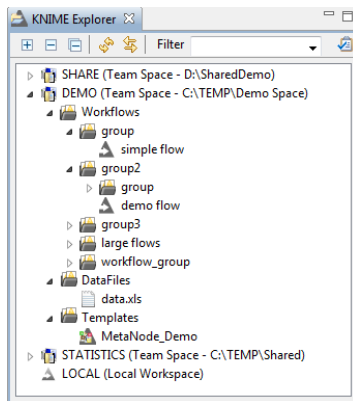 KNIME Explorer
Filter
SHARE (Team Space - D:\SharedDemo)
DEMO (Team Space - C:\TEMP\Demo Space)
Workflows
group
simple flow
group2
group
demo flow
group3
large flows
workflow_group
DataFiles
data.xls
Templates
MetaNode_Demo
STATISTICS (Team Space - C:\TEMP\Shared)
LOCAL (Local Workspace)